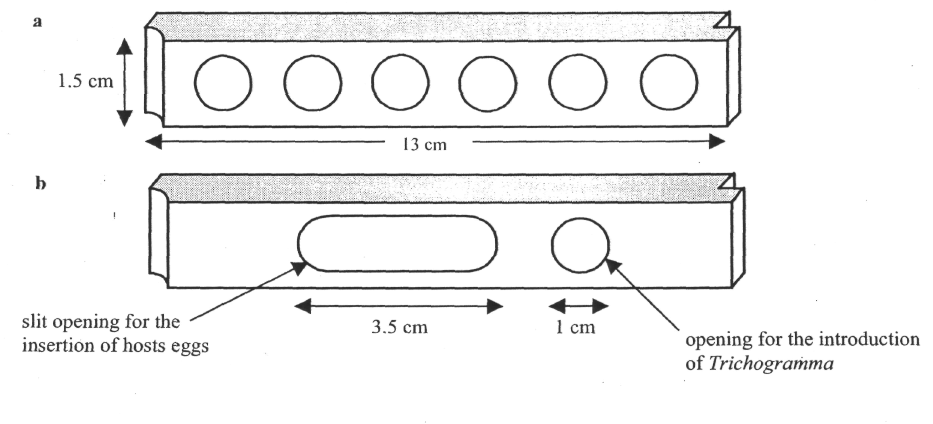 a
1.5 cm
13 cm
b
3.5 cm
1 cm
slit opening for the
insertion of hosts eggs
opening for the introduction
of Trichogramma